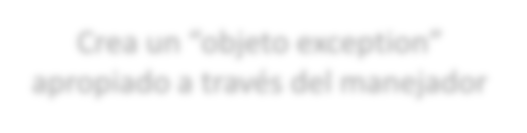 Crea un "objeto exception"
apropiado a través del manejador